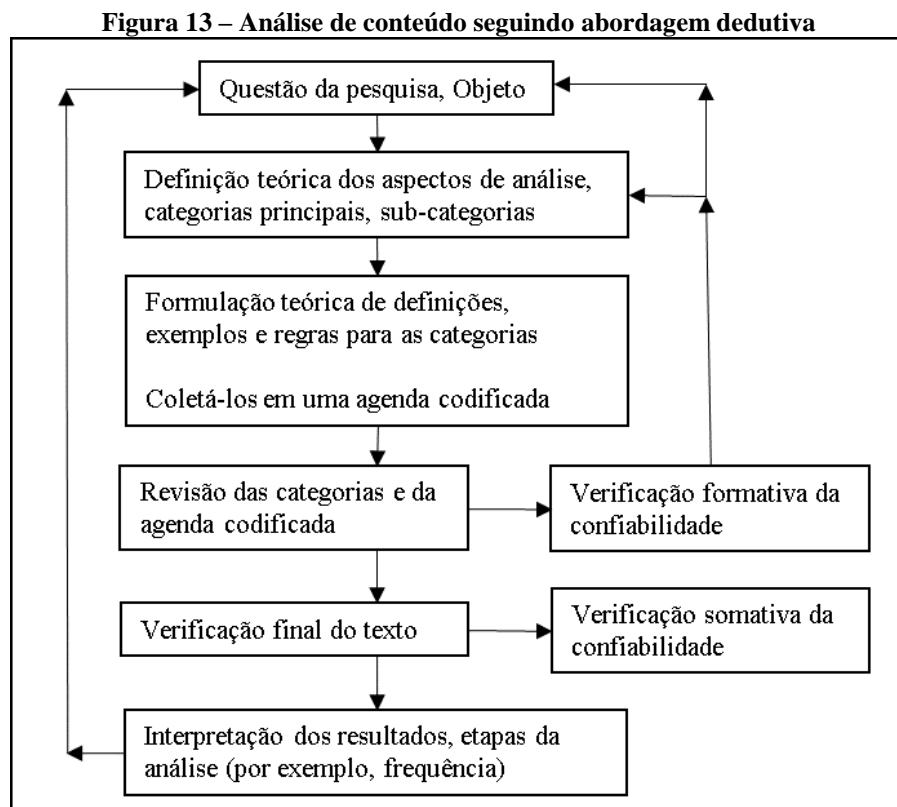 Figura 13 – Análise de conteúdo seguindo abordagem dedutiva
Questão da pesquisa, Objeto
Definição teórica dos aspectos de análise,
categorias principais, sub-categorias
Formulação teórica de definições,
exemplos e regras para as categorias
Coletá-los em uma agenda codificada
Revisão das categorias e da
agenda codificada
Verificação formativa da
confiabilidade
Verificação final do texto
Verificação somativa da
confiabilidade
Interpretação dos resultados, etapas da
análise (por exemplo, frequência)